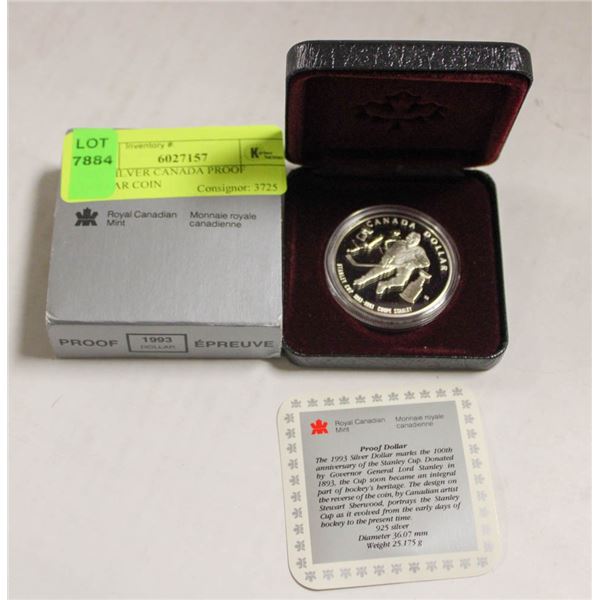 LOT
7884
Inventory #:
6027157
SILVER CANADA PROOF
AR COIN
Consignor: 3725
Royal Canadian
Mint
Monnaie royale
canadienne
PROOF
1993
DOLLAR
ÉPREUVE
CANADA DOLLAR
STANLEY CUP 1893-1993 COUPE STANLEY
Royal Canadian
Mint
Monnaie royale
canadienne
Proof Dollar
The 1993 Silver Dollar marks the 100th
anniversary of the Stanley Cup. Donated
by Governor General Lord Stanley in
1893, the Cup soon became an integral
part of hockey's heritage. The design on
the reverse of the coin, by Canadian artist
Stewart Sherwood, portrays the Stanley
Cup as it evolved from the early days of
hockey to the present time.
925 silver
Diameter 36.07 mm
Weight 25.175 g